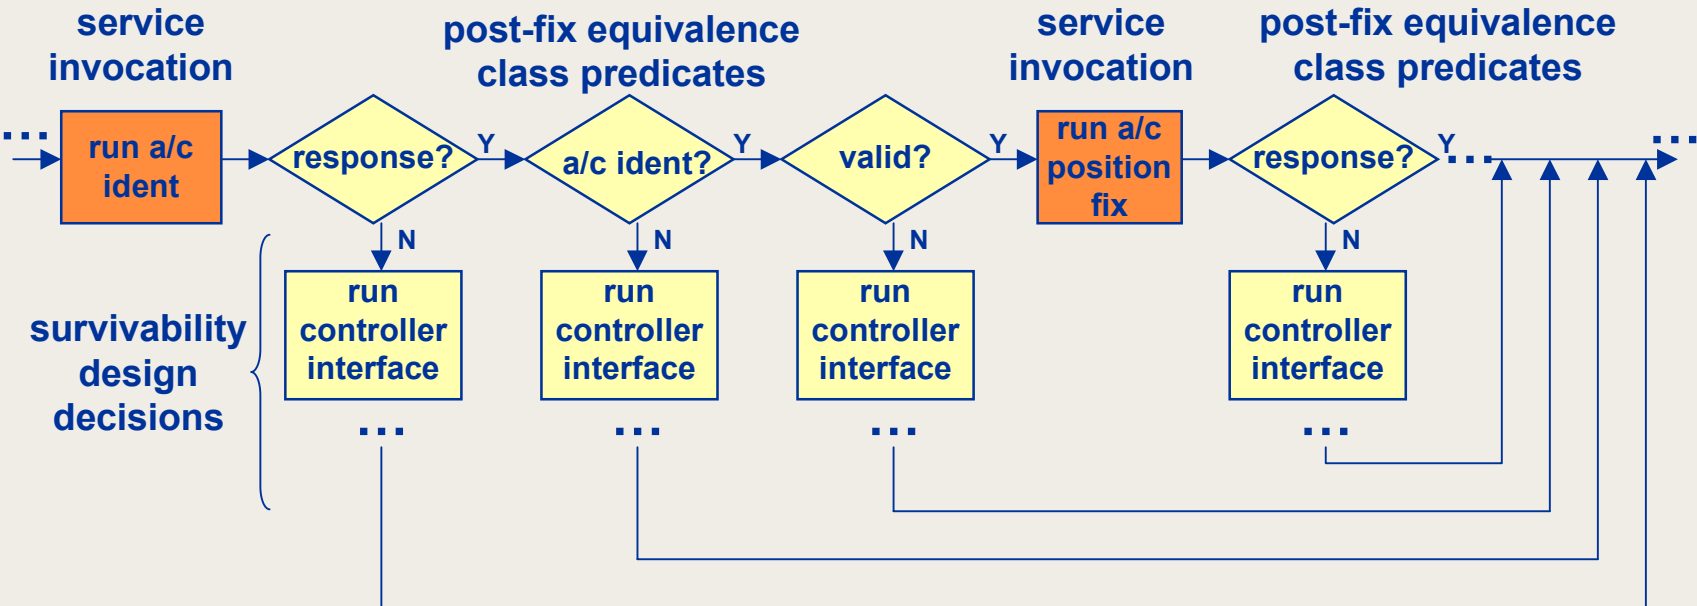 service
invocation
post-fix equivalence
class predicates
service
invocation
post-fix equivalence
class predicates
...
run a/c
ident
response?
Y
a/c ident?
Y
valid?
Y
run a/c
position
fix
response?
Y
...
...
N
N
N
N
survivability
design
decisions
run
controller
interface
...
run
controller
interface
...
run
controller
interface
...
run
controller
interface
...